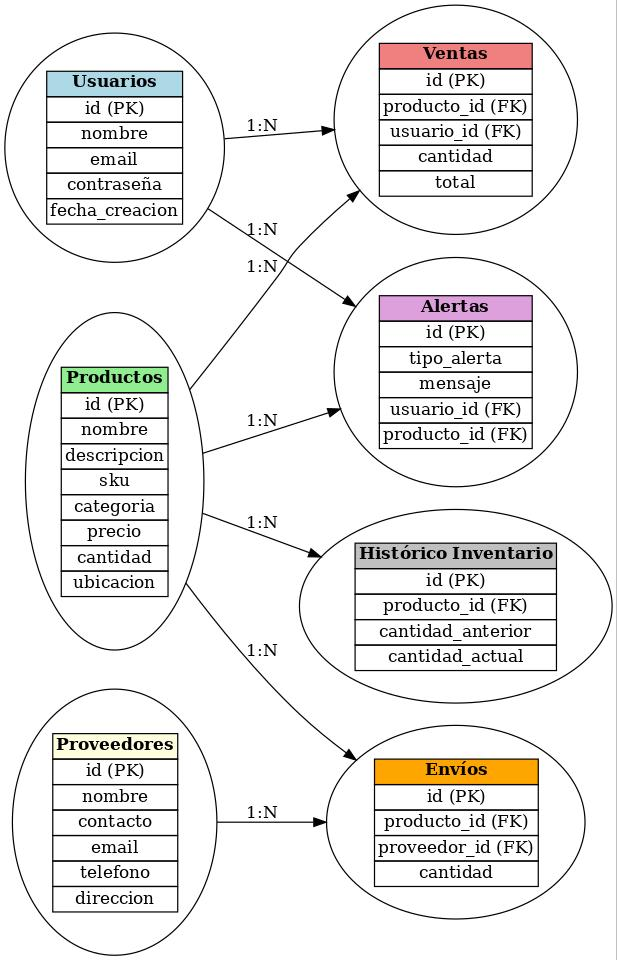 Usuarios
id (PK)
nombre
email
contraseña
fecha_creacion
1:N
1:N
Ventas
id (PK)
producto_id (FK)
usuario_id (FK)
cantidad
total
Productos
id (PK)
nombre
descripcion
sku
categoria
precio
cantidad
ubicacion
1:N
1:N
1:N
1:N
Alertas
id (PK)
tipo_alerta
mensaje
usuario_id (FK)
producto_id (FK)
Histórico Inventario
id (PK)
producto_id (FK)
cantidad_anterior
cantidad_actual
Proveedores
id (PK)
nombre
contacto
email
telefono
direccion
1:N
Envíos
id (PK)
producto_id (FK)
proveedor_id (FK)
cantidad